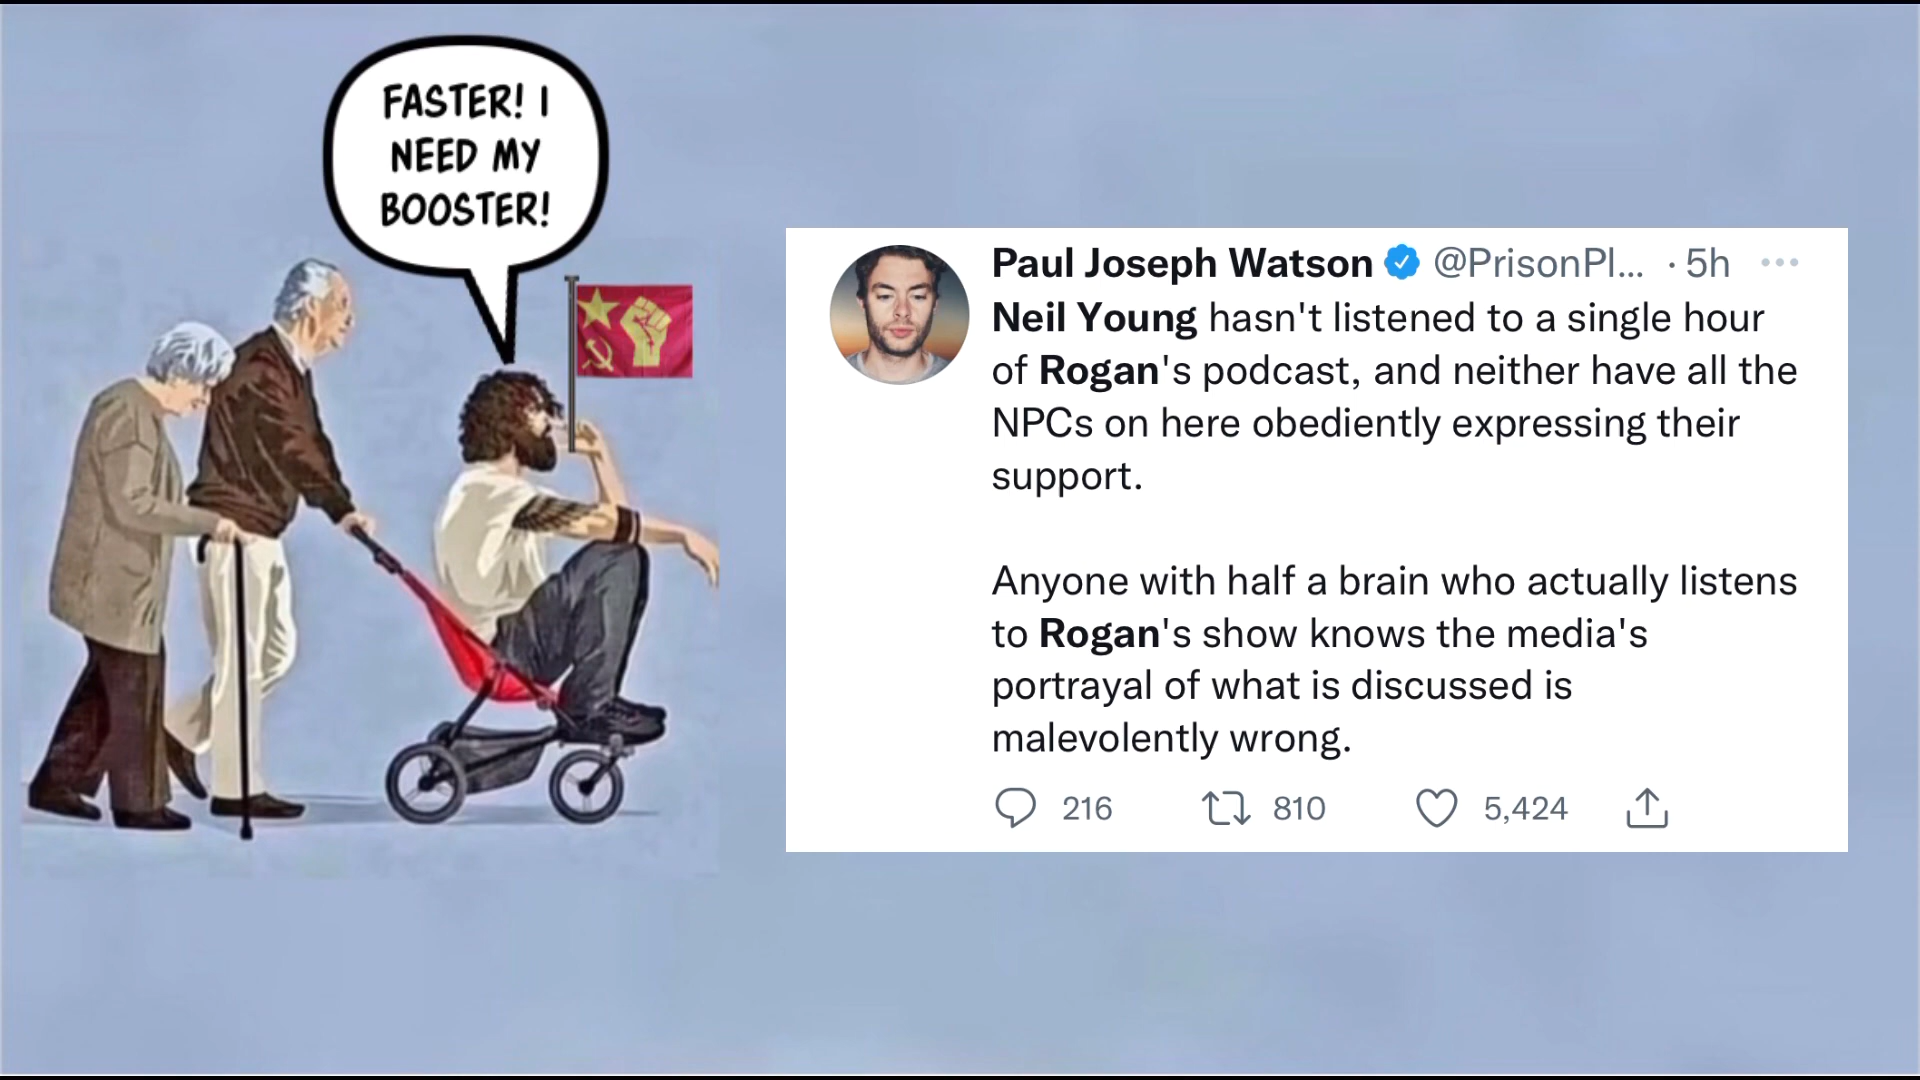 FASTER! I
NEED MY
BOOSTER!
Paul Joseph Watson @PrisonPl... · 5h
Neil Young hasn't listened to a single hour
of Rogan's podcast, and neither have all the
NPCs on here obediently expressing their
support.
Anyone with half a brain who actually listens
to Rogan's show knows the media's
portrayal of what is discussed is
malevolently wrong.
216 810 5,424